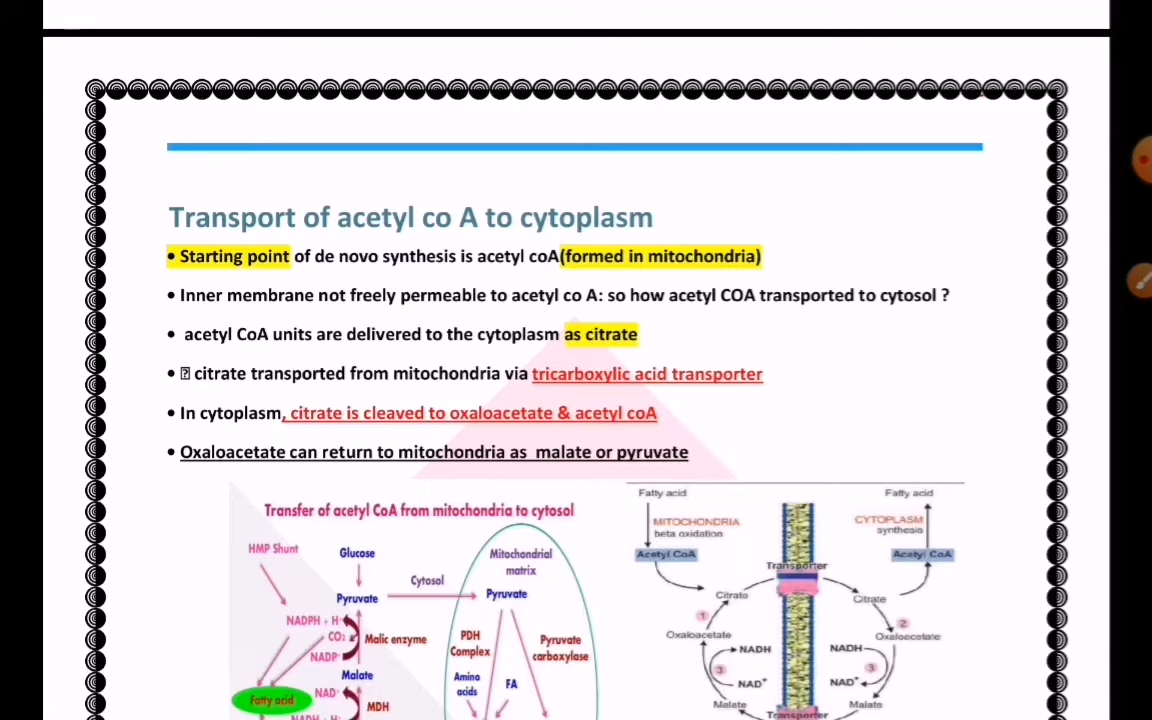 Transport of acetyl co A to cytoplasm
• Starting point of de novo synthesis is acetyl coA(formed in mitochondria)
• Inner membrane not freely permeable to acetyl co A: so how acetyl COA transported to cytosol ?
• acetyl CoA units are delivered to the cytoplasm as citrate
• citrate transported from mitochondria via tricarboxylic acid transporter
• In cytoplasm, citrate is cleaved to oxaloacetate & acetyl coA
• Oxaloacetate can return to mitochondria as malate or pyruvate
Transfer of acetyl CoA from mitochondria to cytosol
HMP Shunt
Glucose
Cytosol
Mitochondrial
matrix
Pyruvate
Pyruvate
NADPH + H
CO₂
NADP
Malic enzyme
PDH
Complex
Pyruvate
carboxylase
Malate
Amino
acids
FA
Fatty acid
NAD
MDH
NADH + H
Fatty acid
Fatty acid
MITOCHONDRIA
beta oxidation
CYTOPLASM
synthesis
Acetyl CoA
Acetyl CoA
Transporter
Citrate
Citrate
1
2
Oxaloacetate
Oxaloacetate
NADH
NADH
3
3
NAD⁺
NAD⁺
Malate
Malate
Transporter